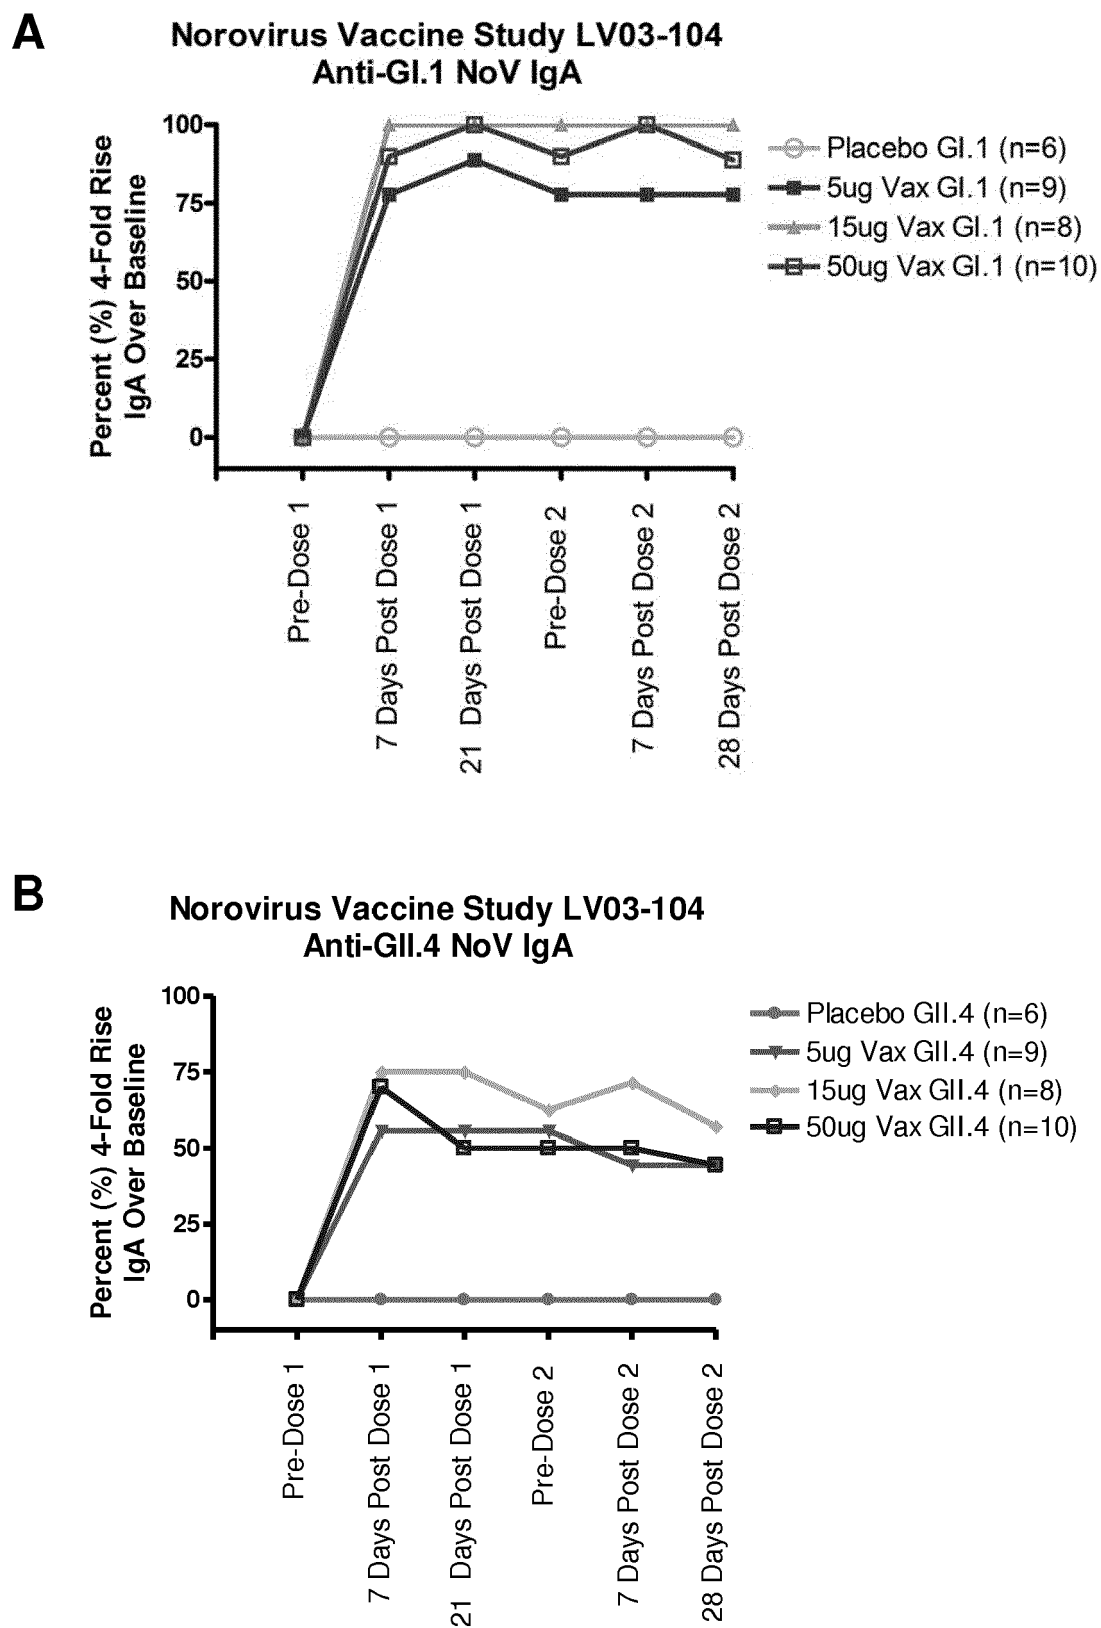 A
Norovirus Vaccine Study LV03-104
Anti-GI.1 NoV IgA
Percent (%) 4-Fold Rise
IgA Over Baseline
100
75
50
25
0
Placebo GI.1 (n=6)
5ug Vax GI.1 (n=9)
15ug Vax GI.1 (n=8)
50ug Vax GI.1 (n=10)
Pre-Dose 1
7 Days Post Dose 1
21 Days Post Dose 1
Pre-Dose 2
7 Days Post Dose 2
28 Days Post Dose 2
B
Norovirus Vaccine Study LV03-104
Anti-GII.4 NoV IgA
Percent (%) 4-Fold Rise
IgA Over Baseline
100
75
50
25
0
Placebo GII.4 (n=6)
5ug Vax GII.4 (n=9)
15ug Vax GII.4 (n=8)
50ug Vax GII.4 (n=10)
Pre-Dose 1
7 Days Post Dose 1
21 Days Post Dose 1
Pre-Dose 2
7 Days Post Dose 2
28 Days Post Dose 2